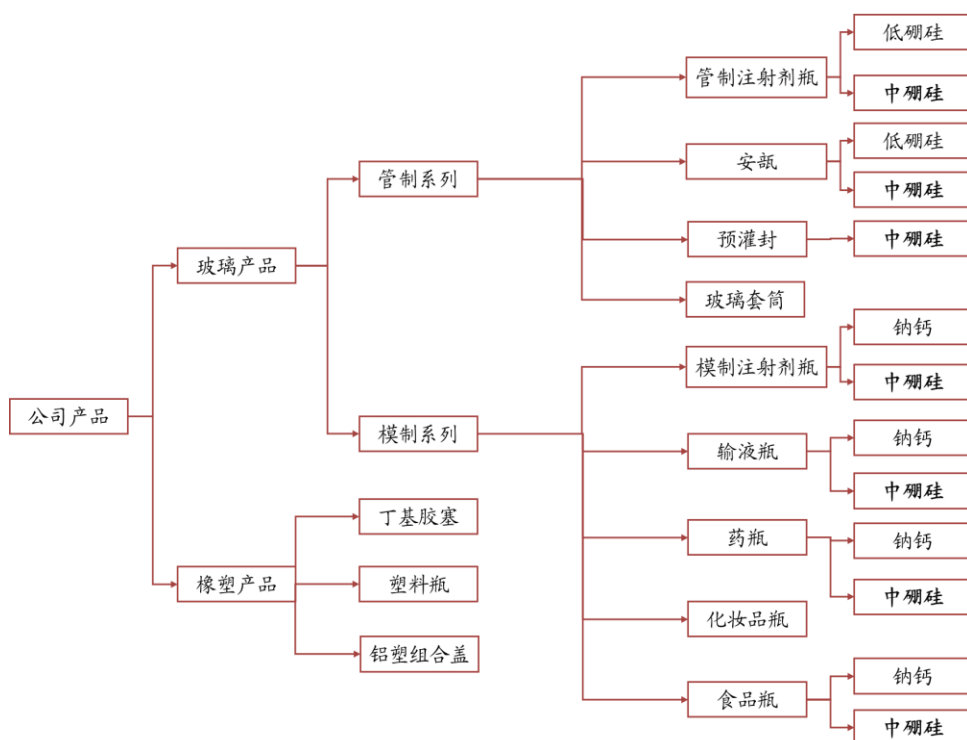 公司产品
玻璃产品
橡塑产品
管制系列
模制系列
丁基胶塞
塑料瓶
铝塑组合盖
管制注射剂瓶
安瓿
预灌封
玻璃套筒
模制注射剂瓶
输液瓶
药瓶
化妆品瓶
食品瓶
低硼硅
中硼硅
低硼硅
中硼硅
中硼硅
钠钙
中硼硅
钠钙
中硼硅
钠钙
中硼硅
钠钙
中硼硅